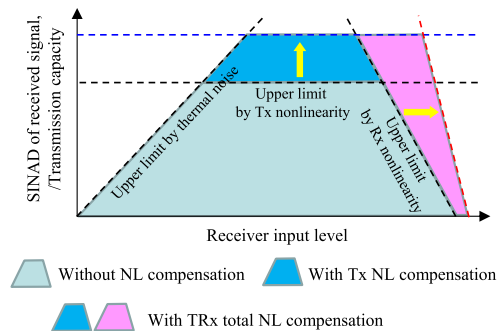 SINAD of received signal,
/Transmission capacity
Upper limit by thermal noise
Upper limit
by Tx nonlinearity
Upper limit
by Rx nonlinearity
Receiver input level
Without NL compensation
With Tx NL compensation
With TRx total NL compensation